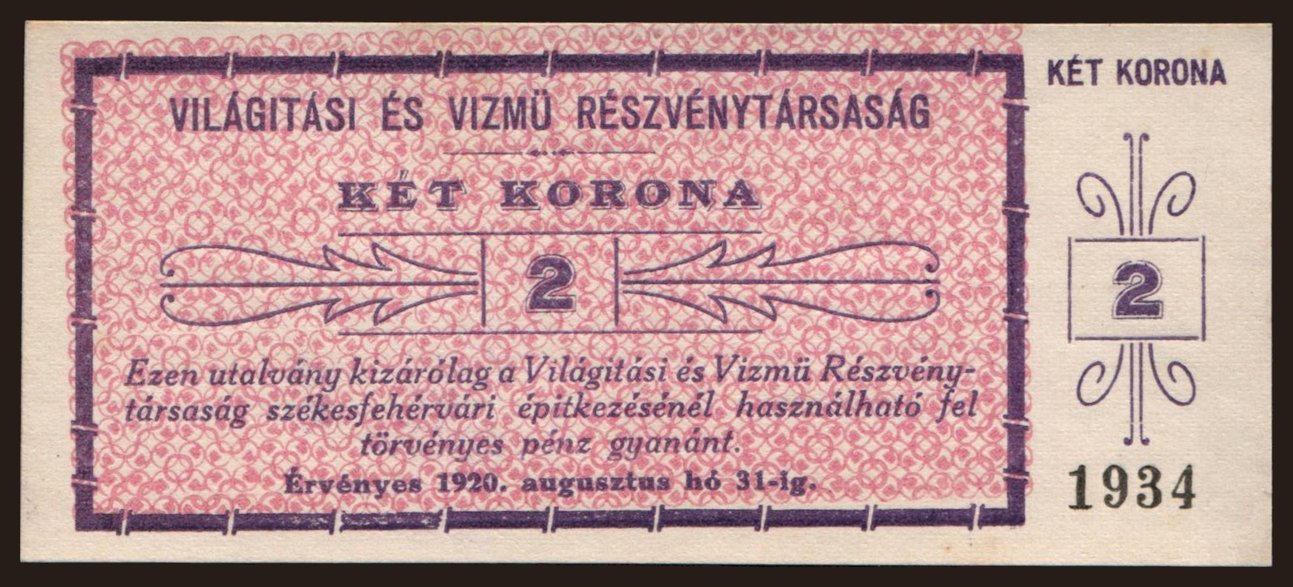 VILÁGITÁSI ÉS VIZMÜ RÉSZVÉNYTÁRSASÁG
KÉT KORONA
2
Ezen utalvány kizárólag a Világitási és Vizmü Részvény-
társaság székesfehérvári épitkezésénél használható fel
törvényes pénz gyanánt.
Érvényes 1920. augusztus hó 31-ig.
KÉT KORONA
2
1934